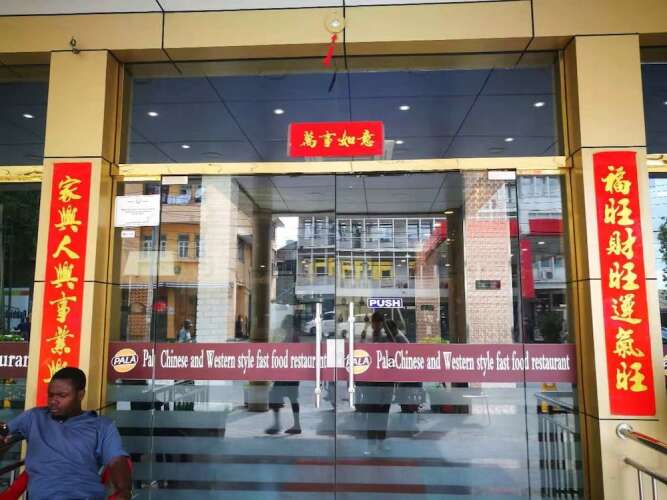 萬事如意
家興人興事業興
福旺財旺運氣旺
PUSH
PALA
Pala Chinese and Western style fast food restaurant
PALA
Pala Chinese and Western style fast food restaurant